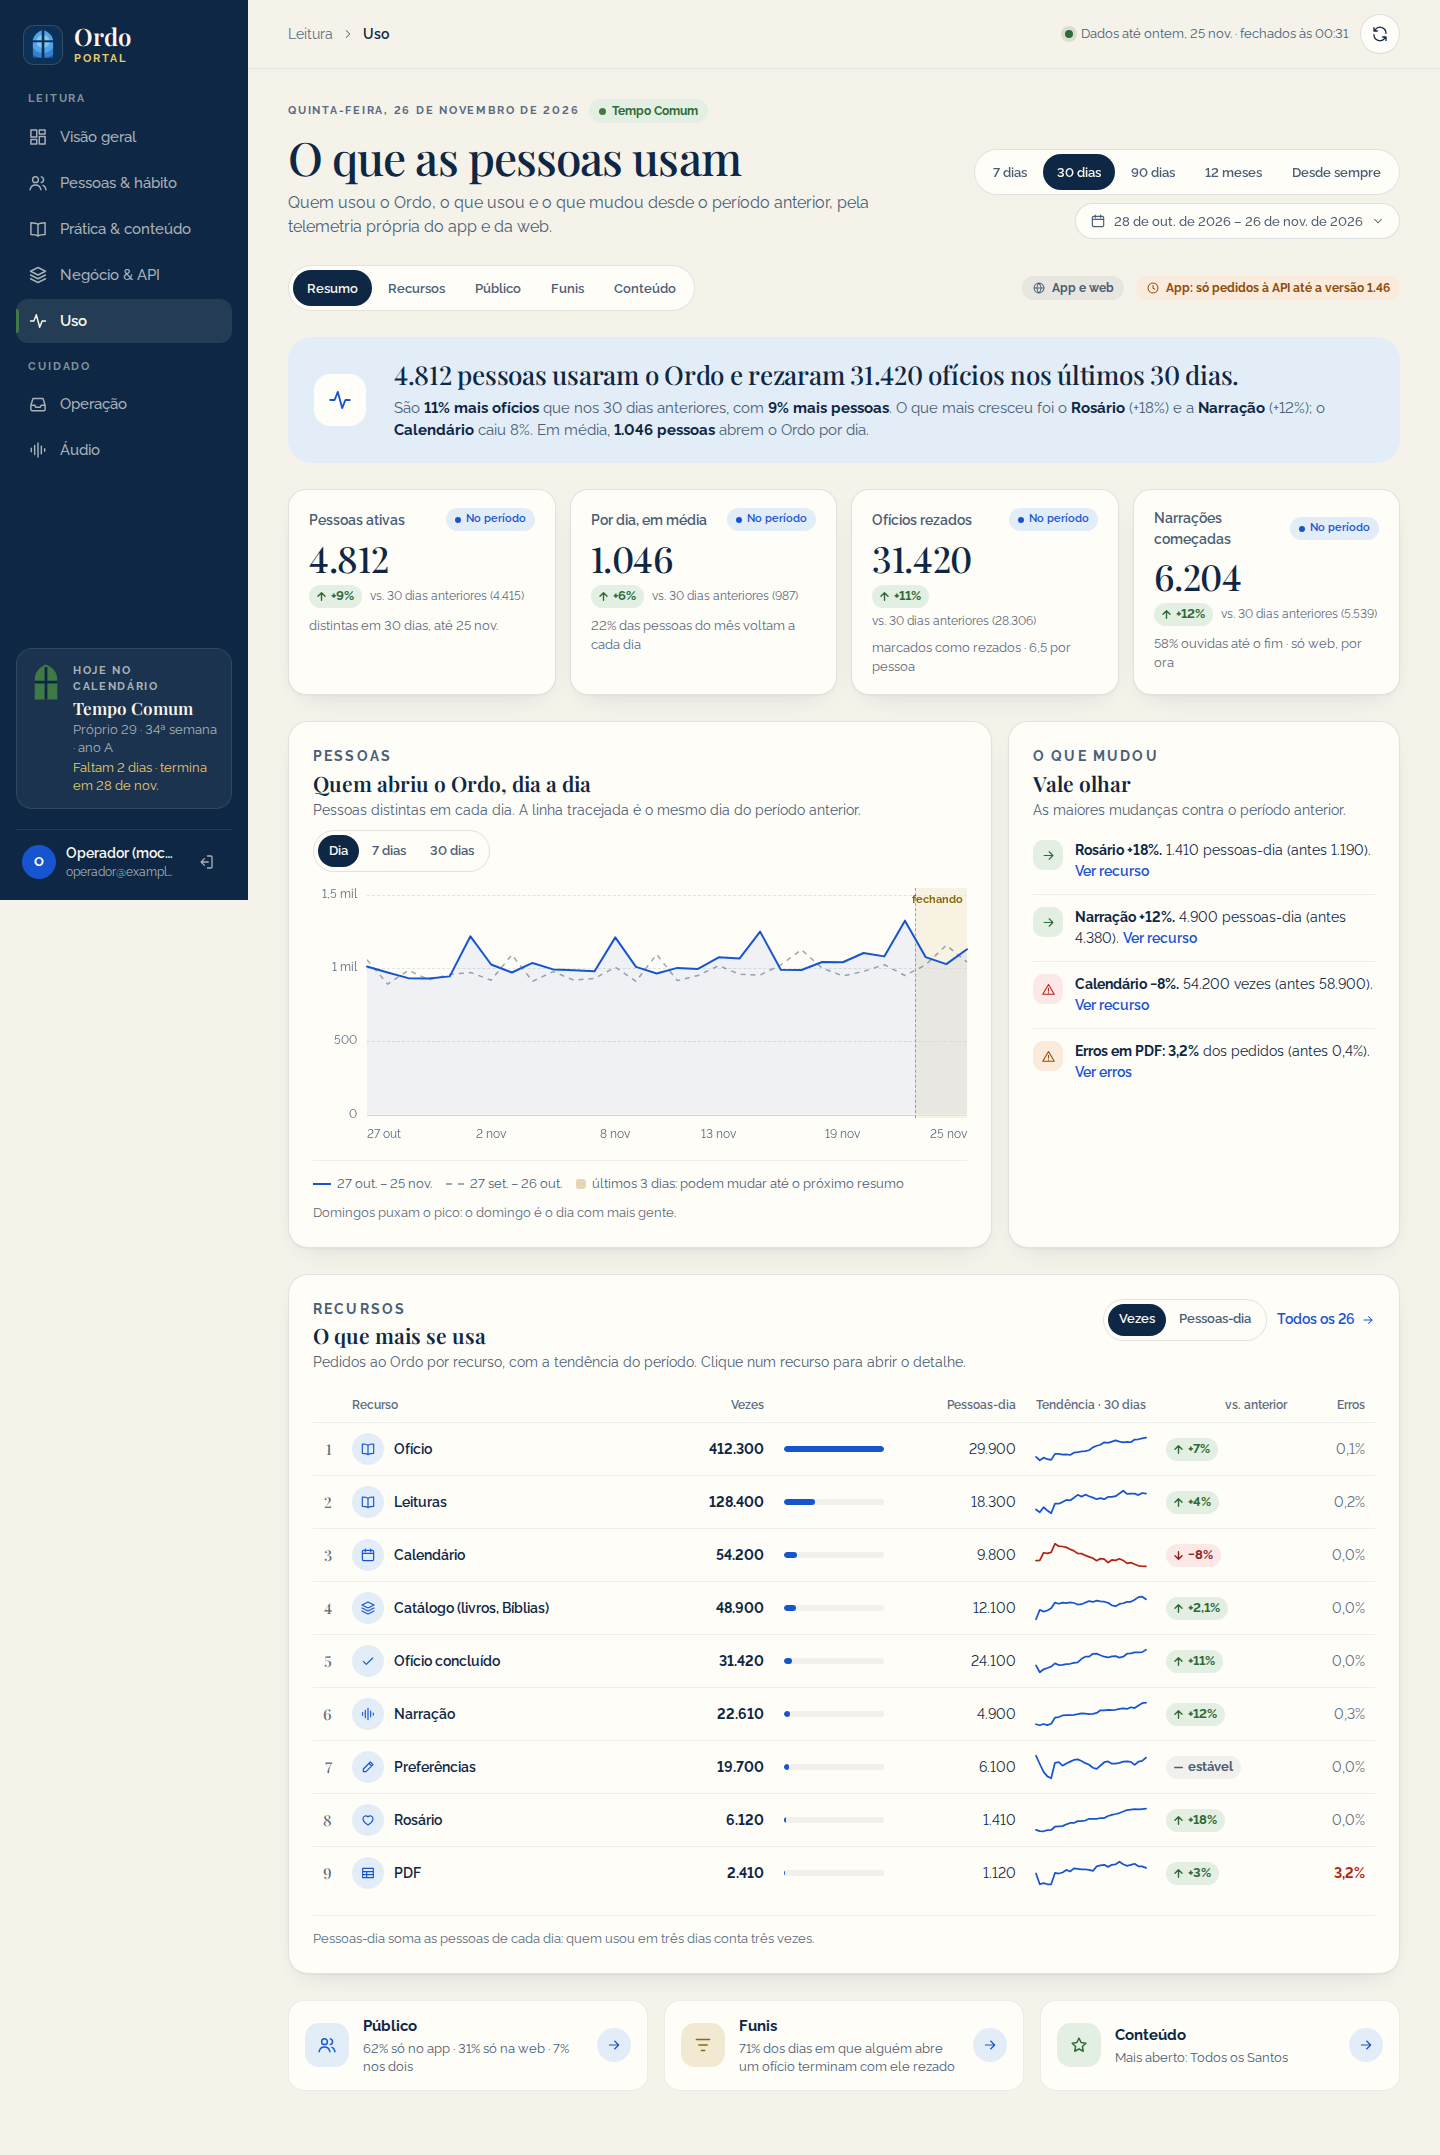 Ordo
PORTAL
LEITURA
Visão geral
Pessoas & hábito
Prática & conteúdo
Negócio & API
Uso
CUIDADO
Operação
Áudio
HOJE NO
CALENDÁRIO
Tempo Comum
Próprio 29 · 34ª semana
· ano A
Faltam 2 dias · termina
em 28 de nov.
O
Operador (moc…
operador@exampl…
Leitura > Uso
Dados até ontem, 25 nov. · fechados às 00:31
QUINTA-FEIRA, 26 DE NOVEMBRO DE 2026
Tempo Comum
O que as pessoas usam
Quem usou o Ordo, o que usou e o que mudou desde o período anterior, pela
telemetria própria do app e da web.
7 dias 30 dias 90 dias 12 meses Desde sempre
28 de out. de 2026 – 26 de nov. de 2026
Resumo Recursos Público Funis Conteúdo
App e web
App: só pedidos à API até a versão 1.46
4.812 pessoas usaram o Ordo e rezaram 31.420 ofícios nos últimos 30 dias.
São 11% mais ofícios que nos 30 dias anteriores, com 9% mais pessoas. O que mais cresceu foi o Rosário (+18%) e a Narração (+12%); o
Calendário caiu 8%. Em média, 1.046 pessoas abrem o Ordo por dia.
Pessoas ativas
No período
4.812
+9% vs. 30 dias anteriores (4.415)
distintas em 30 dias, até 25 nov.
Por dia, em média
No período
1.046
+6% vs. 30 dias anteriores (987)
22% das pessoas do mês voltam a
cada dia
Ofícios rezados
No período
31.420
+11%
vs. 30 dias anteriores (28.306)
marcados como rezados · 6,5 por
pessoa
Narrações
começadas
No período
6.204
+12% vs. 30 dias anteriores (5.539)
58% ouvidas até o fim · só web, por
ora
PESSOAS
Quem abriu o Ordo, dia a dia
Pessoas distintas em cada dia. A linha tracejada é o mesmo dia do período anterior.
Dia 7 dias 30 dias
fechando
1,5 mil
1 mil
500
0
27 out 2 nov 8 nov 13 nov 19 nov 25 nov
27 out. – 25 nov. 27 set. – 26 out. últimos 3 dias: podem mudar até o próximo resumo
Domingos puxam o pico: o domingo é o dia com mais gente.
O QUE MUDOU
Vale olhar
As maiores mudanças contra o período anterior.
Rosário +18%. 1.410 pessoas-dia (antes 1.190).
Ver recurso
Narração +12%. 4.900 pessoas-dia (antes
4.380). Ver recurso
Calendário −8%. 54.200 vezes (antes 58.900).
Ver recurso
Erros em PDF: 3,2% dos pedidos (antes 0,4%).
Ver erros
RECURSOS
O que mais se usa
Pedidos ao Ordo por recurso, com a tendência do período. Clique num recurso para abrir o detalhe.
Vezes Pessoas-dia Todos os 26 →
Recurso Vezes Pessoas-dia Tendência · 30 dias vs. anterior Erros
1 Ofício 412.300 29.900 +7% 0,1%
2 Leituras 128.400 18.300 +4% 0,2%
3 Calendário 54.200 9.800 −8% 0,0%
4 Catálogo (livros, Bíblias) 48.900 12.100 +2,1% 0,0%
5 Ofício concluído 31.420 24.100 +11% 0,0%
6 Narração 22.610 4.900 +12% 0,3%
7 Preferências 19.700 6.100 — estável 0,0%
8 Rosário 6.120 1.410 +18% 0,0%
9 PDF 2.410 1.120 +3% 3,2%
Pessoas-dia soma as pessoas de cada dia: quem usou em três dias conta três vezes.
Público
62% só no app · 31% só na web · 7%
nos dois
Funis
71% dos dias em que alguém abre
um ofício terminam com ele rezado
Conteúdo
Mais aberto: Todos os Santos